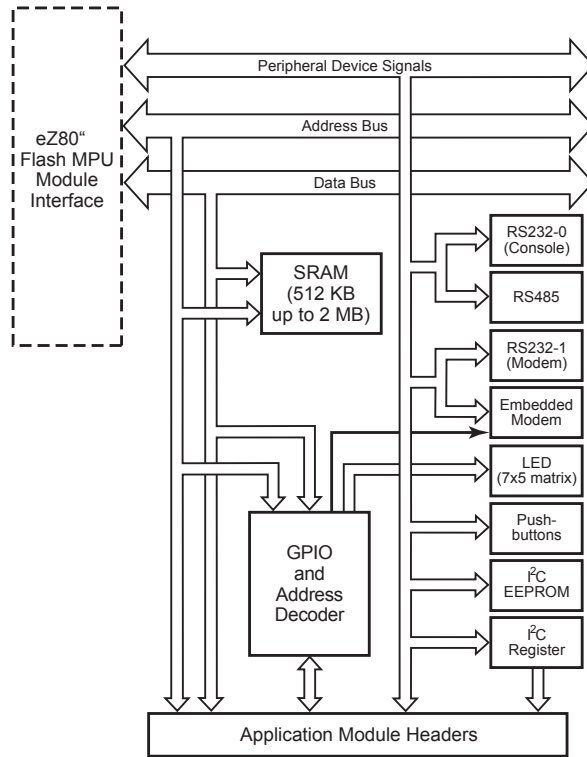 Peripheral Device Signals
Address Bus
Data Bus
eZ80“
Flash MPU
Module
Interface
SRAM
(512 KB
up to 2 MB)
RS232-0
(Console)
RS485
RS232-1
(Modem)
Embedded
Modem
LED
(7x5 matrix)
Push-
buttons
I²C
EEPROM
I²C
Register
GPIO
and
Address
Decoder
Application Module Headers